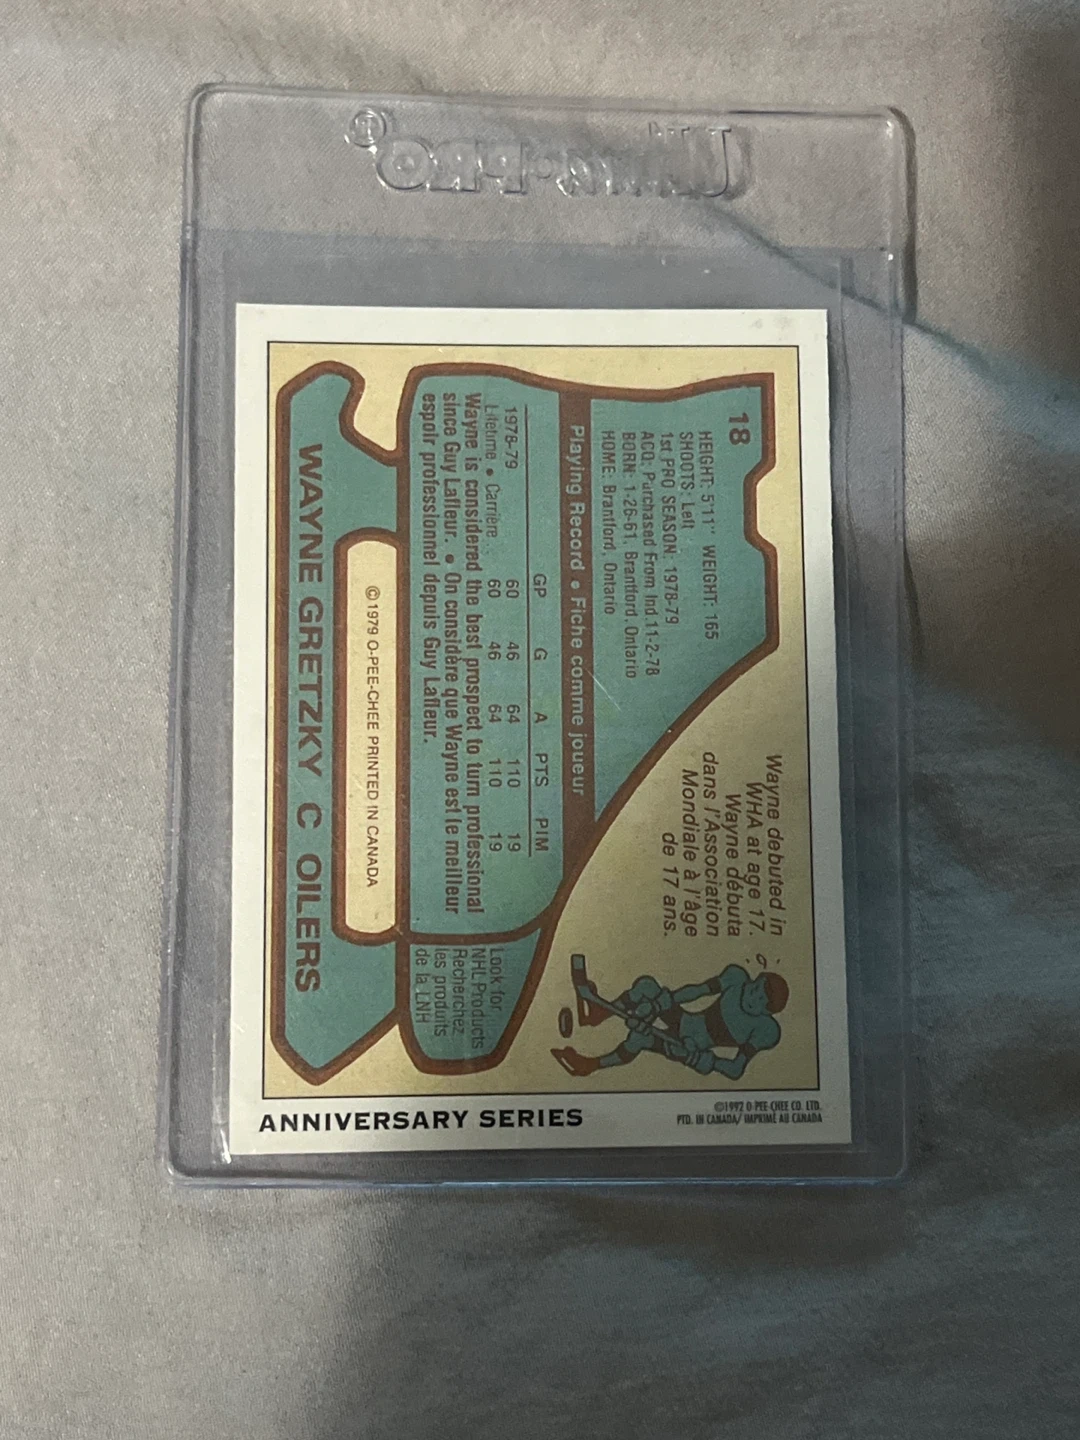 ULTRA•PRO®
18
HEIGHT: 5'11" WEIGHT: 165
SHOOTS: Left
1st PRO SEASON: 1978-79
ACQ: Purchased From Ind. 11-2-78
BORN: 1-26-61, Brantford, Ontario
HOME: Brantford, Ontario
Wayne debuted in
WHA at age 17.
Wayne débuta
dans l'Association
Mondiale à l'âge
de 17 ans.
Playing Record • Fiche comme joueur
GP G A PTS PIM
1978-79 60 46 64 110 19
Lifetime • Carrière 60 46 64 110 19
Wayne is considered the best prospect to turn professional
since Guy Lafleur. • On considère que Wayne est le meilleur
espoir professionnel depuis Guy Lafleur.
Look for
NHL Products
Recherchez
les produits
de la LNH
©1979 O-PEE-CHEE PRINTED IN CANADA
WAYNE GRETZKY C OILERS
ANNIVERSARY SERIES
©1992 O-PEE-CHEE CO. LTD.
PTD. IN CANADA/IMPRIMÉ AU CANADA